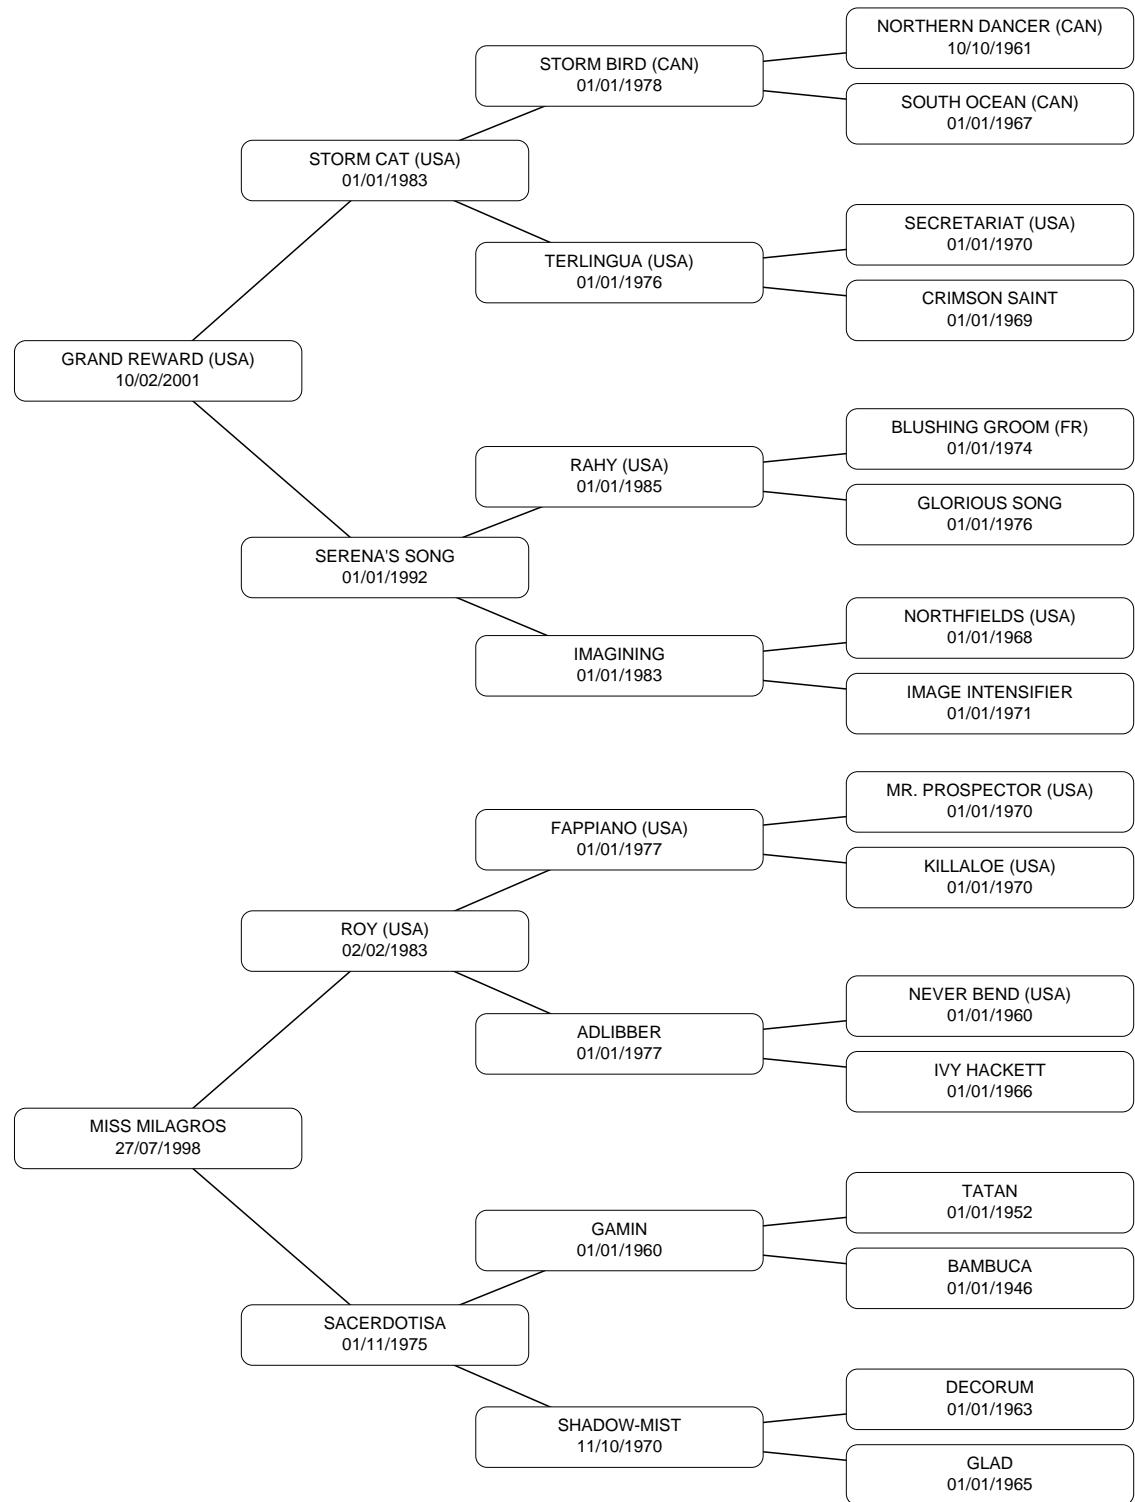 NORTHERN DANCER (CAN)
10/10/1961
STORM BIRD (CAN)
01/01/1978
SOUTH OCEAN (CAN)
01/01/1967
STORM CAT (USA)
01/01/1983
SECRETARIAT (USA)
01/01/1970
TERLINGUA (USA)
01/01/1976
CRIMSON SAINT
01/01/1969
GRAND REWARD (USA)
10/02/2001
BLUSHING GROOM (FR)
01/01/1974
RAHY (USA)
01/01/1985
GLORIOUS SONG
01/01/1976
SERENA'S SONG
01/01/1992
NORTHFIELDS (USA)
01/01/1968
IMAGINING
01/01/1983
IMAGE INTENSIFIER
01/01/1971
MR. PROSPECTOR (USA)
01/01/1970
FAPPIANO (USA)
01/01/1977
KILLALOE (USA)
01/01/1970
ROY (USA)
02/02/1983
NEVER BEND (USA)
01/01/1960
ADLIBBER
01/01/1977
IVY HACKETT
01/01/1966
MISS MILAGROS
27/07/1998
TATAN
01/01/1952
GAMIN
01/01/1960
BAMBUCA
01/01/1946
SACERDOTISA
01/11/1975
DECORUM
01/01/1963
SHADOW-MIST
11/10/1970
GLAD
01/01/1965